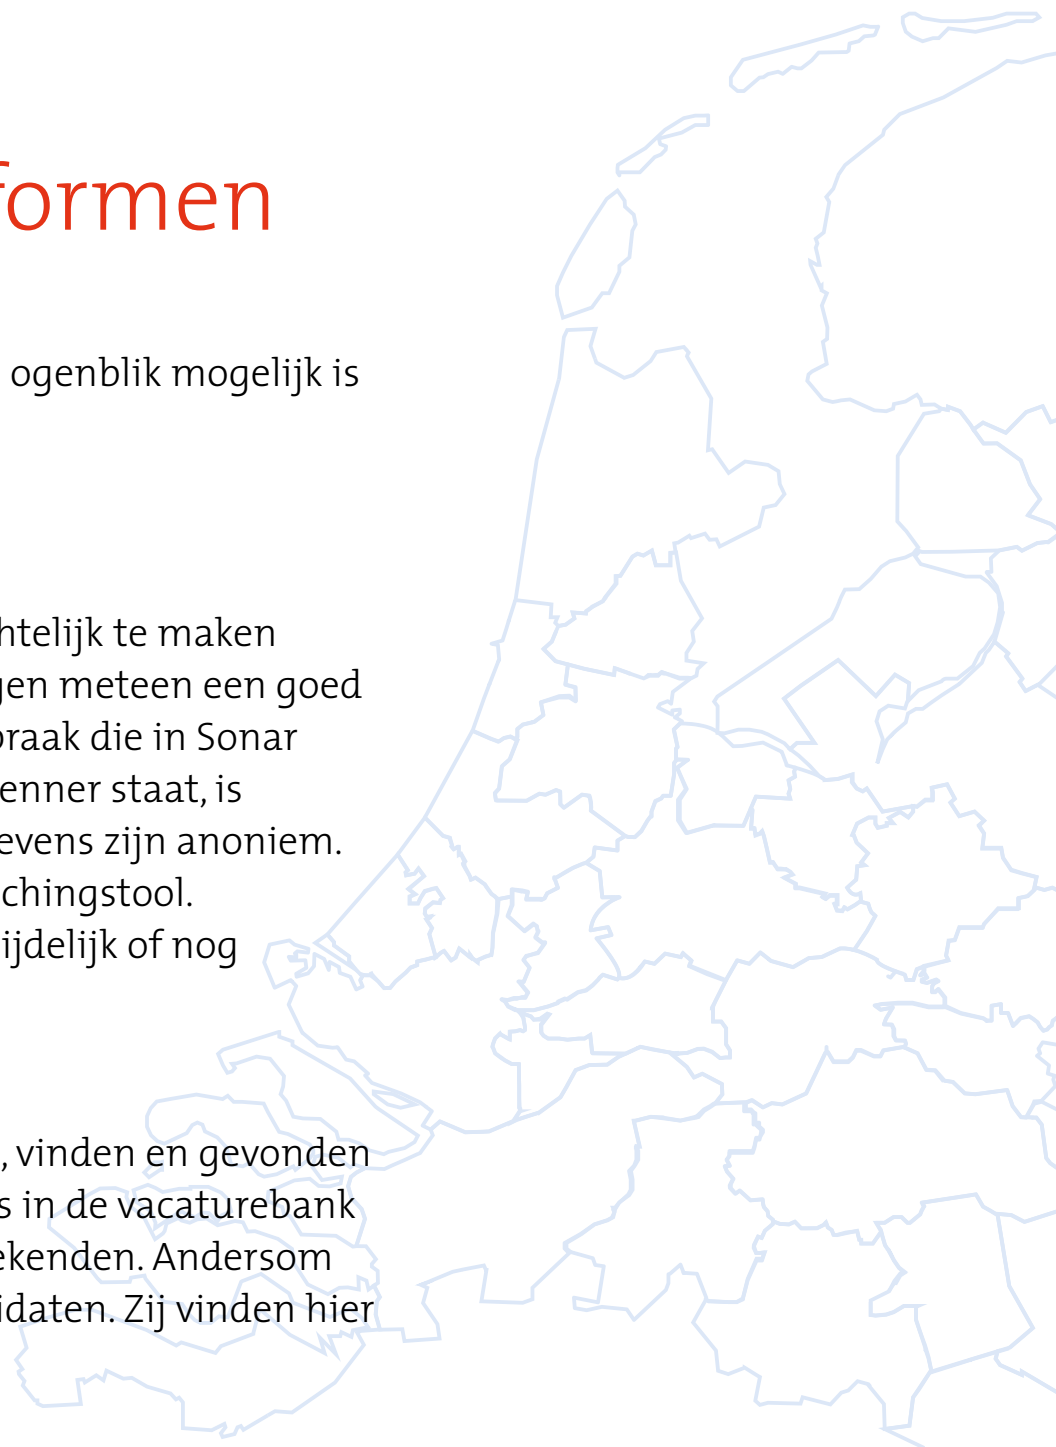 formen
ogenblik mogelijk is
htelijk te maken
gen meteen een goed
praak die in Sonar
enner staat, is
evens zijn anoniem.
chingstool.
ijdelijk of nog
, vinden en gevonden
s in de vacaturebank
ekenden. Andersom
idaten. Zij vinden hier